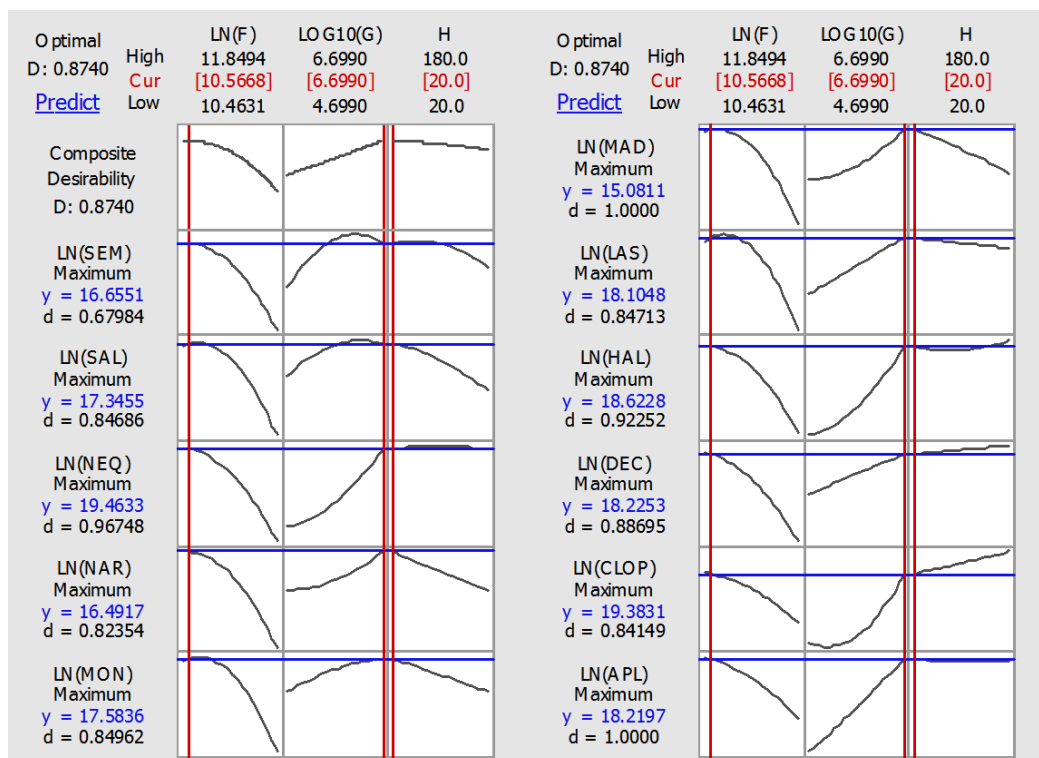 Optimal
D: 0.8740
Predict
High
Cur
Low
LN(F)
11.8494
[10.5668]
10.4631
LOG10(G)
6.6990
[6.6990]
4.6990
H
180.0
[20.0]
20.0
Composite
Desirability
D: 0.8740
LN(SEM)
Maximum
y = 16.6551
d = 0.67984
LN(SAL)
Maximum
y = 17.3455
d = 0.84686
LN(NEQ)
Maximum
y = 19.4633
d = 0.96748
LN(NAR)
Maximum
y = 16.4917
d = 0.82354
LN(MON)
Maximum
y = 17.5836
d = 0.84962
Optimal
D: 0.8740
Predict
High
Cur
Low
LN(F)
11.8494
[10.5668]
10.4631
LOG10(G)
6.6990
[6.6990]
4.6990
H
180.0
[20.0]
20.0
LN(MAD)
Maximum
y = 15.0811
d = 1.0000
LN(LAS)
Maximum
y = 18.1048
d = 0.84713
LN(HAL)
Maximum
y = 18.6228
d = 0.92252
LN(DEC)
Maximum
y = 18.2253
d = 0.88695
LN(CLOP)
Maximum
y = 19.3831
d = 0.84149
LN(APL)
Maximum
y = 18.2197
d = 1.0000